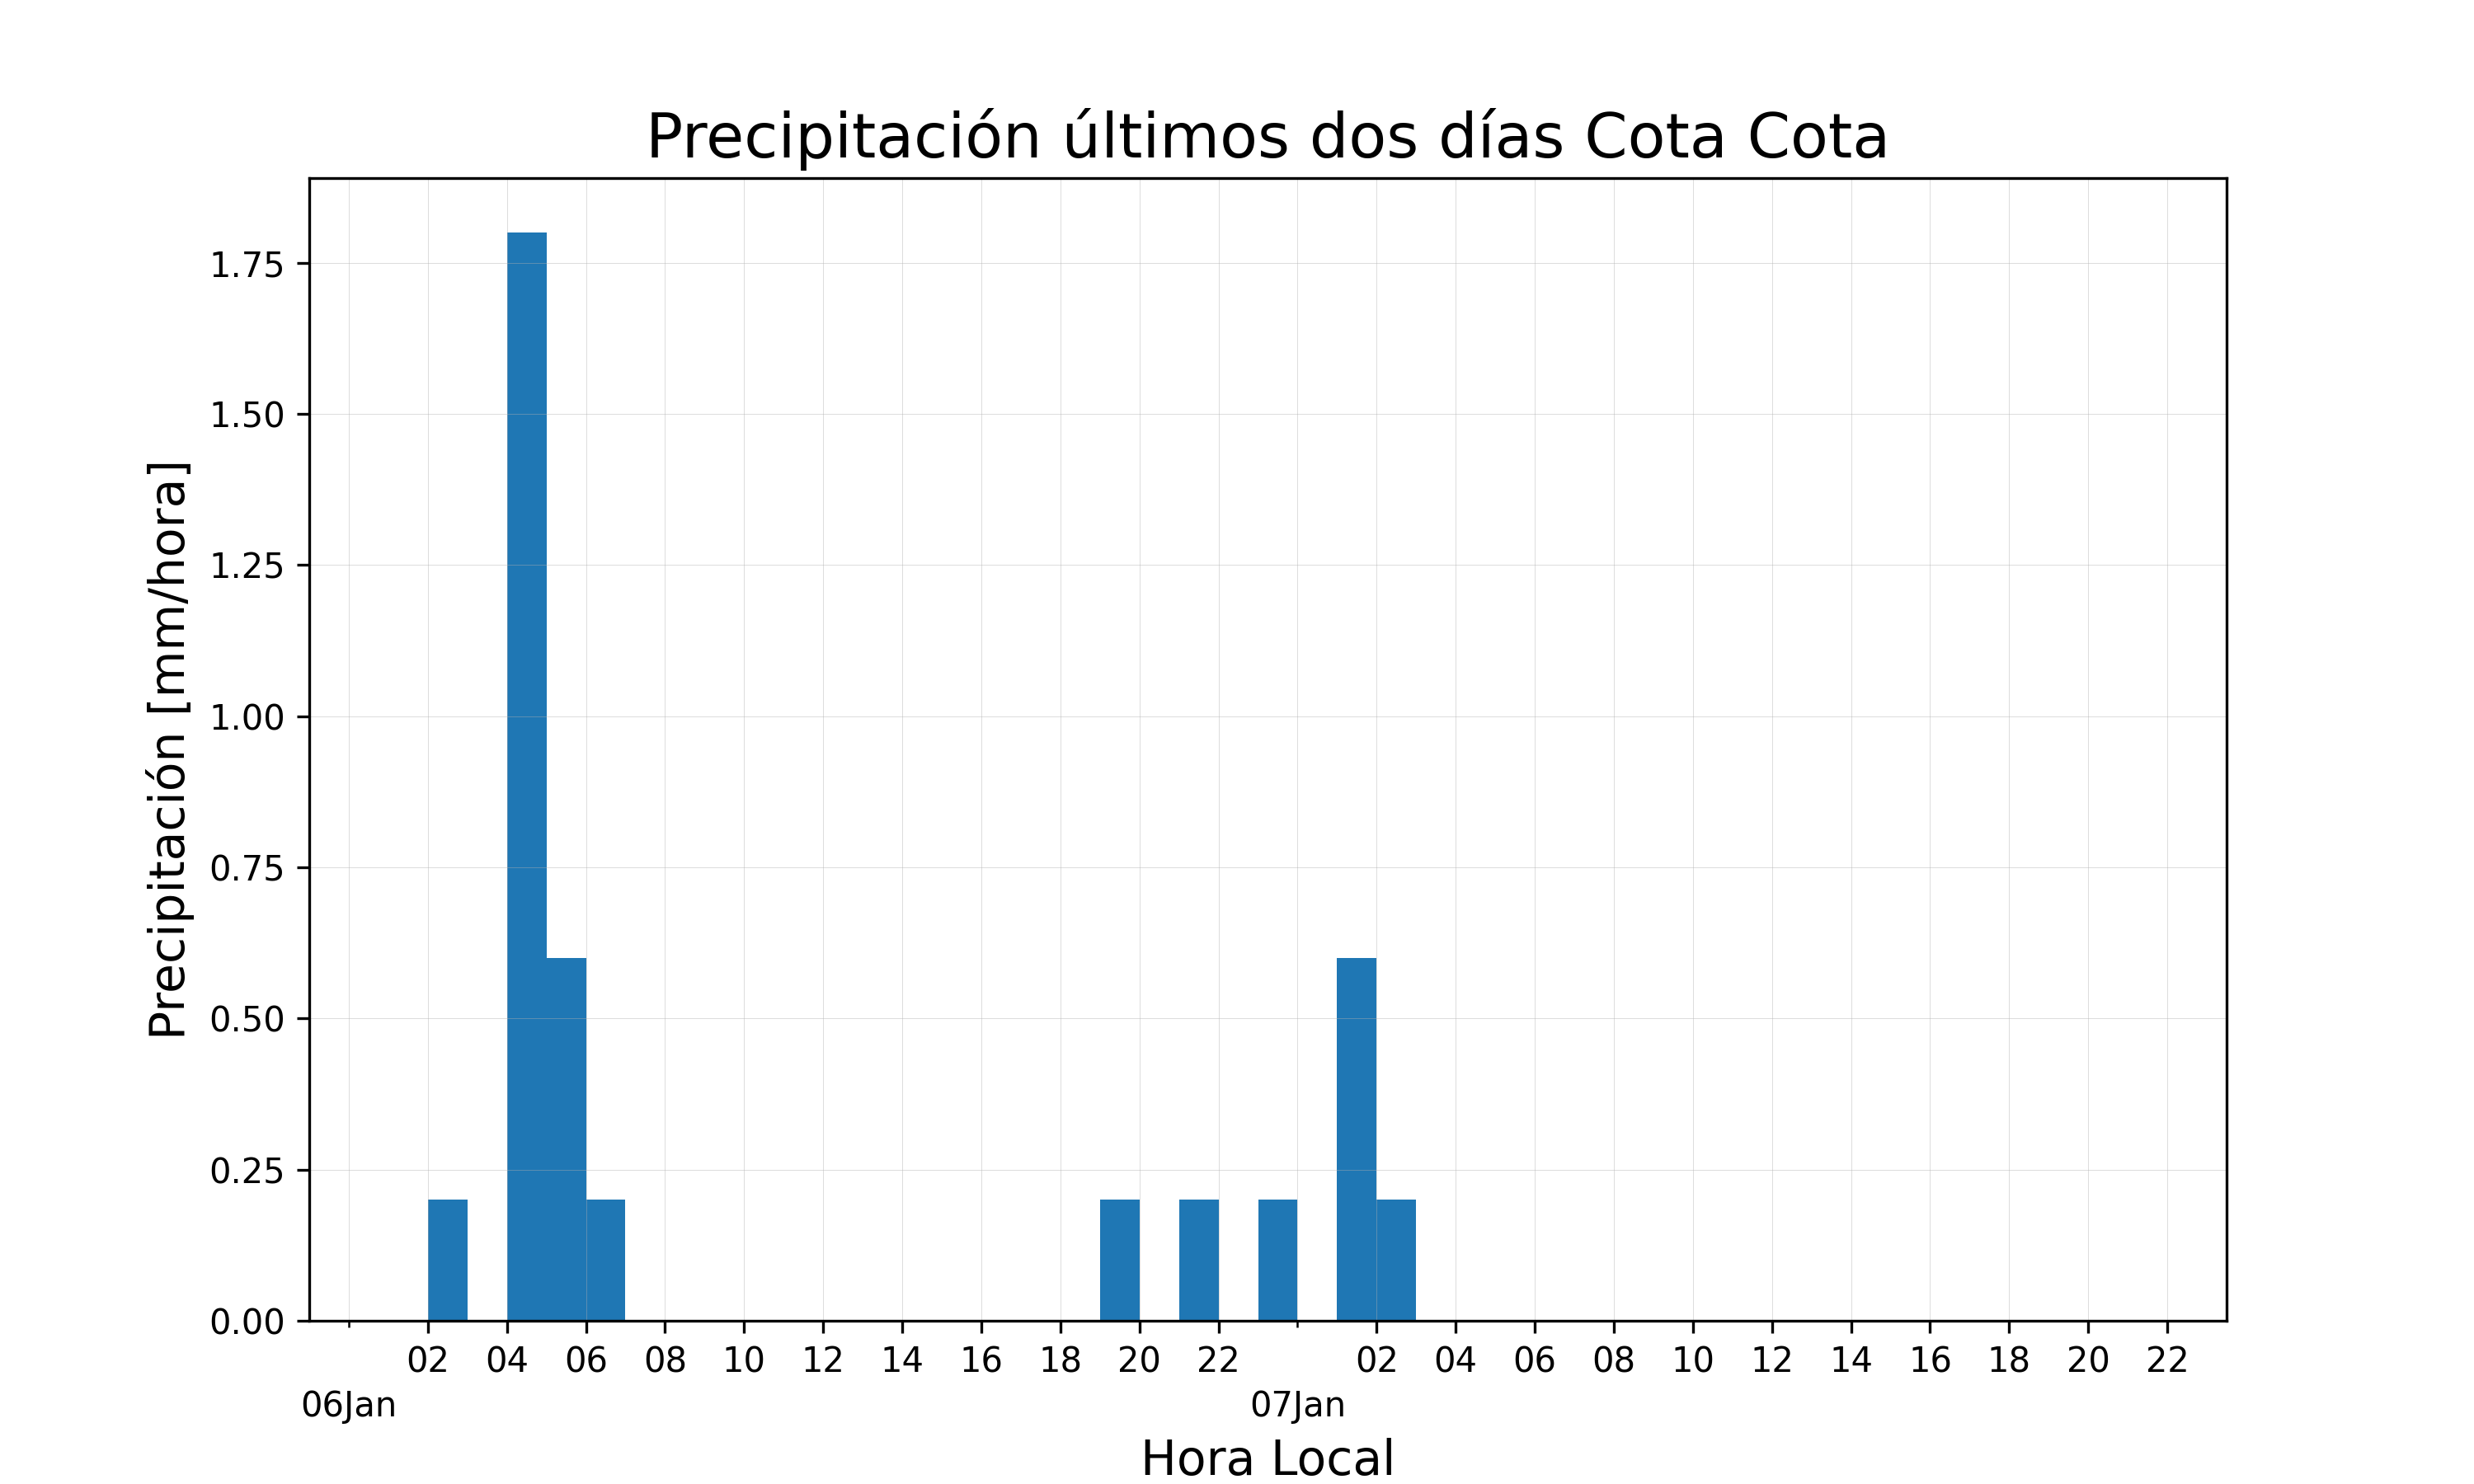 Precipitación últimos dos días Cota Cota
Precipitación [mm/hora]
1.75
1.50
1.25
1.00
0.75
0.50
0.25
0.00
02 04 06 08 10 12 14 16 18 20 22 02 04 06 08 10 12 14 16 18 20 22
06Jan 07Jan
Hora Local